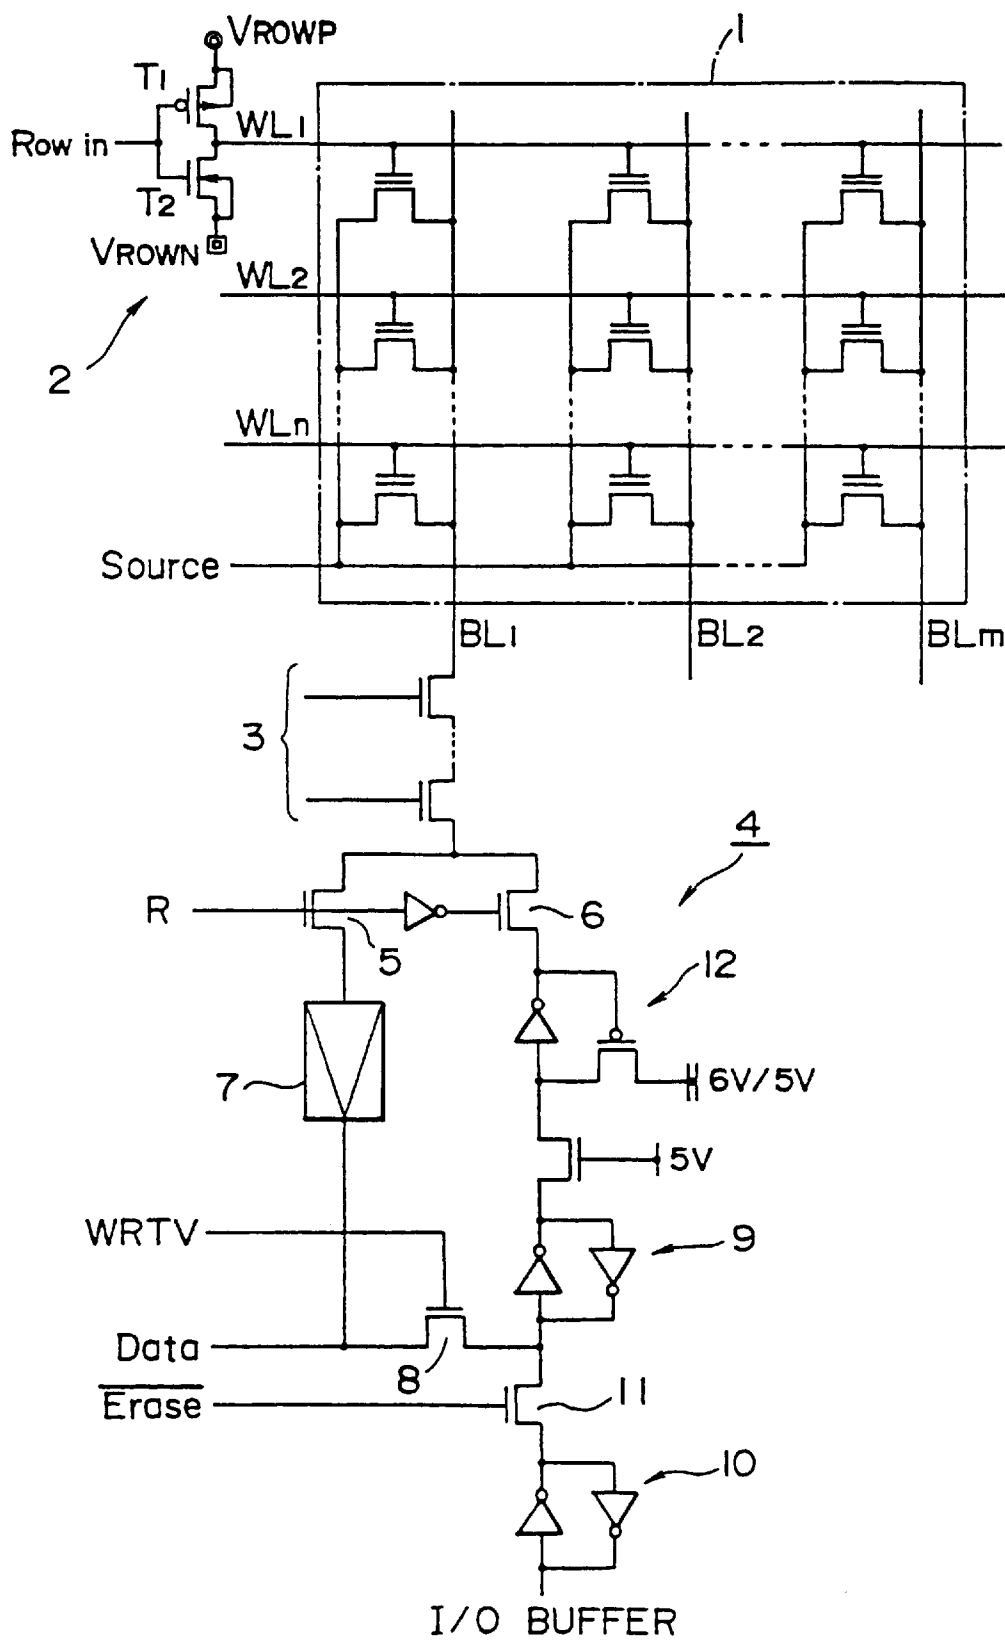 VROWP
1
T1
Row in
WL1
T2
VROWN
WL2
2
WLn
Source
BL1
BL2
BLm
3
4
R
5
6
12
7
6V/5V
5V
WRTV
9
Data
8
Erase
11
10
I/O BUFFER